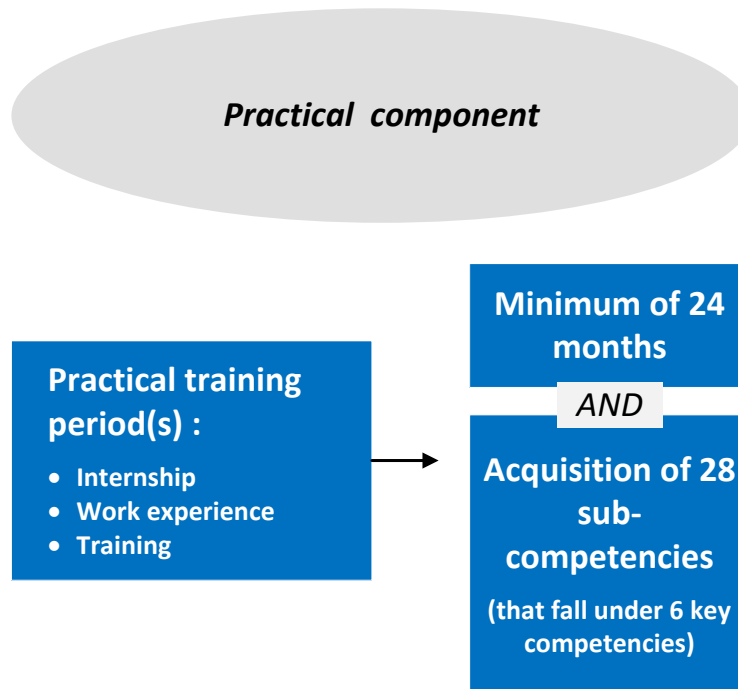 Practical component
Practical training
period(s) :
• Internship
• Work experience
• Training
Minimum of 24
months
AND
Acquisition of 28
sub-
competencies
(that fall under 6 key
competencies)